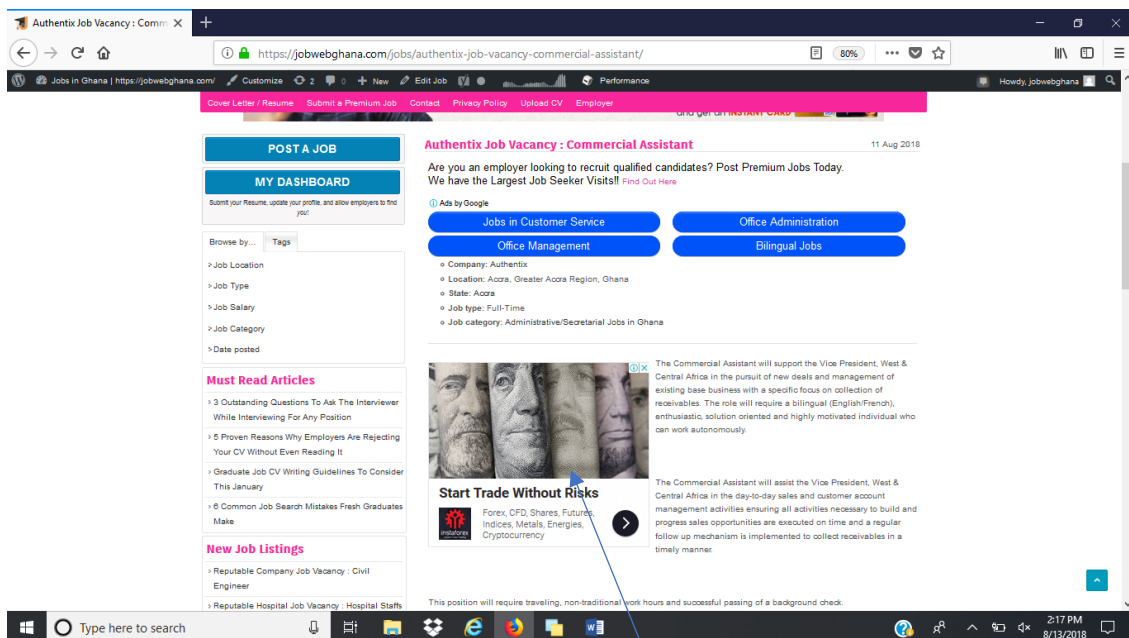 Authentix Job Vacancy : Comm
https://jobwebghana.com/jobs/authentix-job-vacancy-commercial-assistant/
80%
Jobs in Ghana | https://jobwebghana.com/
Customize
2
0
New
Edit Job
Performance
Howdy, jobwebghana
Cover Letter / Resume
Submit a Premium Job
Contact
Privacy Policy
Upload CV
Employer
and get an INSTANT CARD
POST A JOB
MY DASHBOARD
Submit your Resume, update your profile, and allow employers to find
you!
Browse by...
Tags
Job Location
Job Type
Job Salary
Job Category
Date posted
Must Read Articles
3 Outstanding Questions To Ask The Interviewer
While Interviewing For Any Position
5 Proven Reasons Why Employers Are Rejecting
Your CV Without Even Reading It
Graduate Job CV Writing Guidelines To Consider
This January
6 Common Job Search Mistakes Fresh Graduates
Make
New Job Listings
Reputable Company Job Vacancy : Civil
Engineer
Reputable Hospital Job Vacancy : Hospital Staffs
Authentix Job Vacancy : Commercial Assistant
11 Aug 2018
Are you an employer looking to recruit qualified candidates? Post Premium Jobs Today.
We have the Largest Job Seeker Visits!! Find Out Here
Ads by Google
Jobs in Customer Service
Office Administration
Office Management
Bilingual Jobs
Company: Authentix
Location: Accra, Greater Accra Region, Ghana
State: Accra
Job type: Full-Time
Job category: Administrative/Secretarial Jobs in Ghana
Start Trade Without Risks
instaforex
Forex, CFD, Shares, Futures,
Indices, Metals, Energies,
Cryptocurrency
The Commercial Assistant will support the Vice President, West &
Central Africa in the pursuit of new deals and management of
existing base business with a specific focus on collection of
receivables. The role will require a bilingual (English/French),
enthusiastic, solution oriented and highly motivated individual who
can work autonomously.
The Commercial Assistant will assist the Vice President, West &
Central Africa in the day-to-day sales and customer account
management activities ensuring all activities necessary to build and
progress sales opportunities are executed on time and a regular
follow up mechanism is implemented to collect receivables in a
timely manner.
This position will require traveling, non-traditional work hours and successful passing of a background check.
Type here to search
2:17 PM
8/13/2018